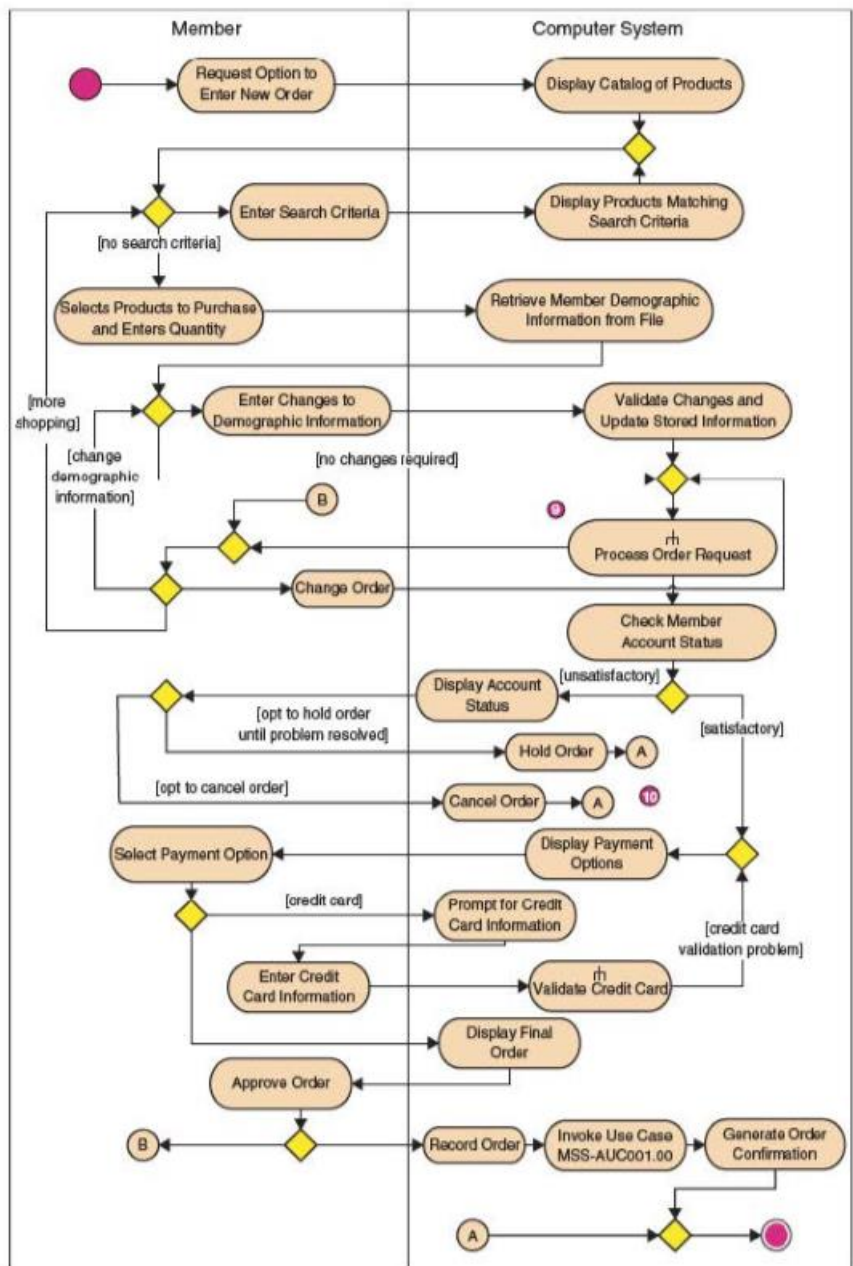 Member
Computer System
Request Option to
Enter New Order
Display Catalog of Products
Enter Search Criteria
Display Products Matching
Search Criteria
[no search criteria]
Selects Products to Purchase
and Enters Quantity
Retrieve Member Demographic
Information from File
[more
shopping]
Enter Changes to
Demographic Information
Validate Changes and
Update Stored Information
[change
demographic
information]
[no changes required]
B
9
Process Order Request
Change Order
Check Member
Account Status
[unsatisfactory]
Display Account
Status
[opt to hold order
until problem resolved]
[satisfactory]
Hold Order
A
[opt to cancel order]
Cancel Order
A
10
Select Payment Option
Display Payment
Options
[credit card]
Prompt for Credit
Card Information
[credit card
validation problem]
Enter Credit
Card Information
Validate Credit Card
Display Final
Order
Approve Order
B
Record Order
Invoke Use Case
MSS-AUC001.00
Generate Order
Confirmation
A